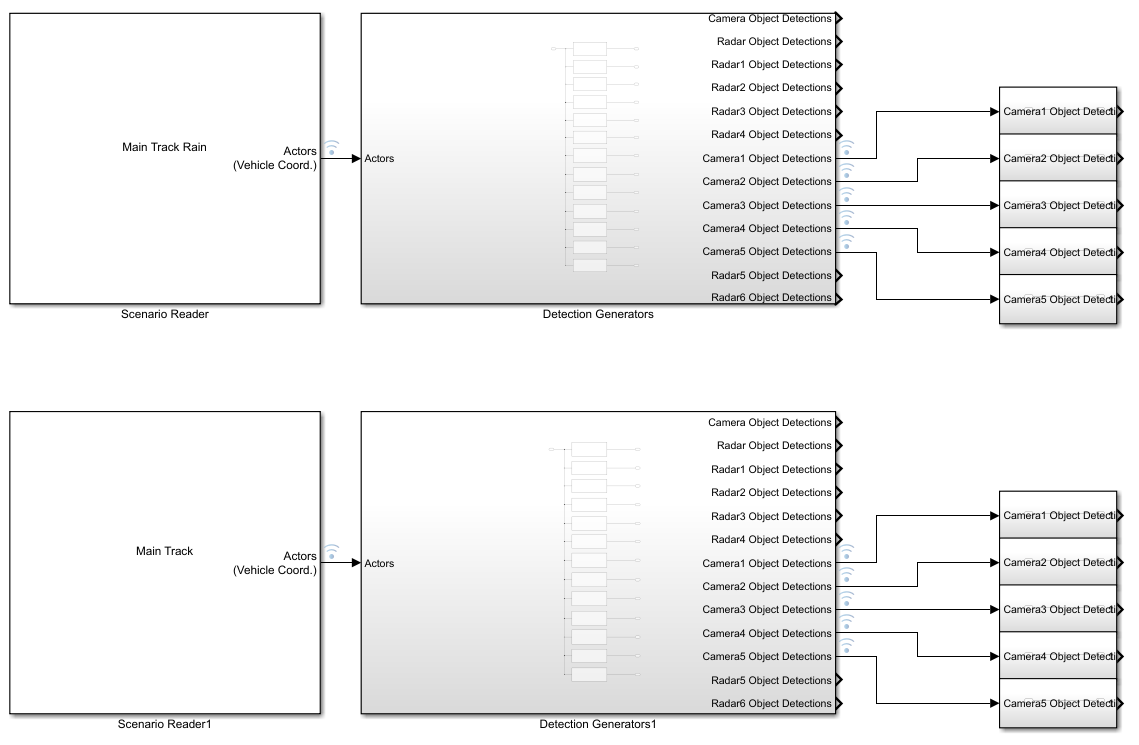 Camera Object Detections
Radar Object Detections
Radar1 Object Detections
Radar2 Object Detections
Radar3 Object Detections
Radar4 Object Detections
Camera1 Object Detections
Camera2 Object Detections
Camera3 Object Detections
Camera4 Object Detections
Camera5 Object Detections
Radar5 Object Detections
Radar6 Object Detections
Main Track Rain
Actors
(Vehicle Coord.)
Actors
Camera1 Object Detecti
Camera2 Object Detecti
Camera3 Object Detecti
Camera4 Object Detecti
Camera5 Object Detecti
Scenario Reader
Detection Generators
Camera Object Detections
Radar Object Detections
Radar1 Object Detections
Radar2 Object Detections
Radar3 Object Detections
Radar4 Object Detections
Camera1 Object Detections
Camera2 Object Detections
Camera3 Object Detections
Camera4 Object Detections
Camera5 Object Detections
Radar5 Object Detections
Radar6 Object Detections
Main Track
Actors
(Vehicle Coord.)
Actors
Camera1 Object Detecti
Camera2 Object Detecti
Camera3 Object Detecti
Camera4 Object Detecti
Camera5 Object Detecti
Scenario Reader1
Detection Generators1